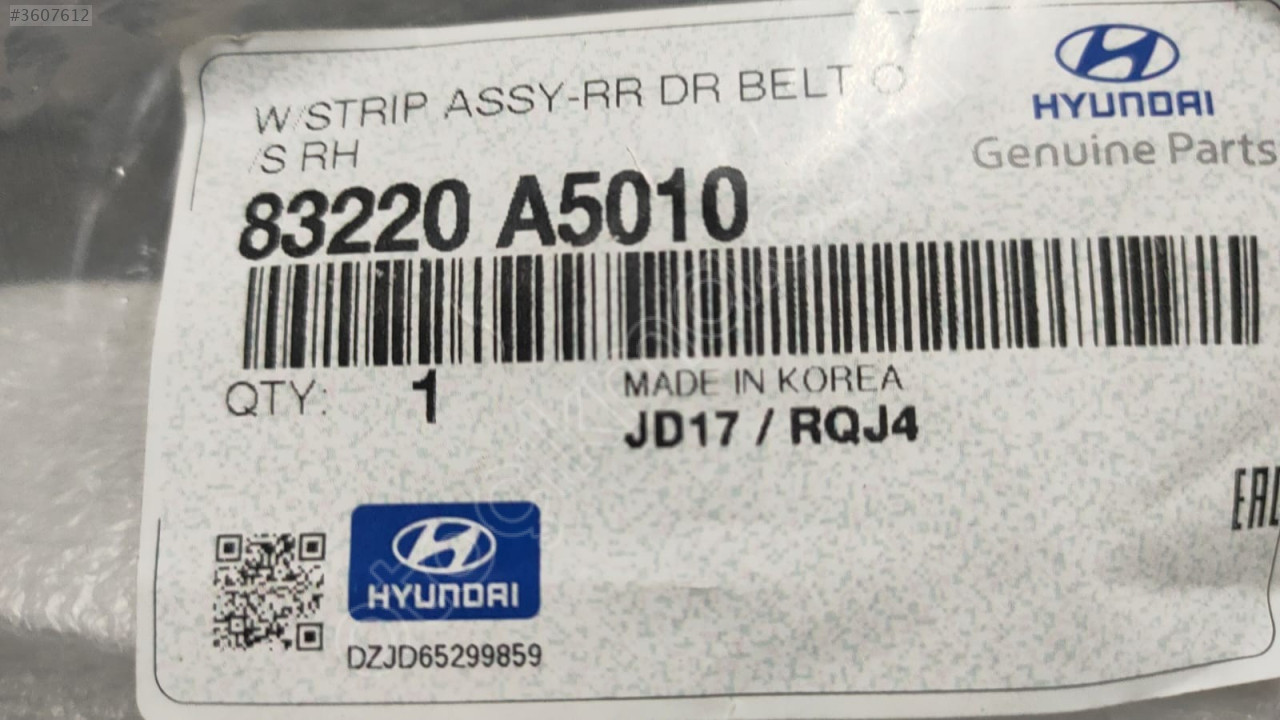 #3607612
W/STRIP ASSY-RR DR BELT O
/S RH
HYUNDAI
Genuine Parts
83220 A5010
QTY: 1
MADE IN KOREA
JD17 / RQJ4
EAC
HYUNDAI
DZJD65299859